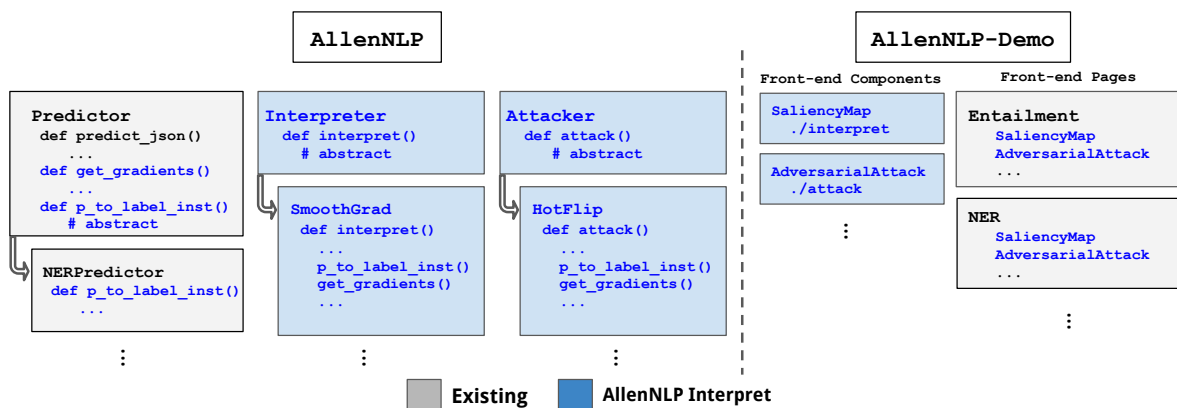 AllenNLP
Predictor
def predict_json()
...
def get_gradients()
...
def p_to_label_inst()
# abstract
NERPredictor
def p_to_label_inst()
...
⋮
Interpreter
def interpret()
# abstract
SmoothGrad
def interpret()
...
p_to_label_inst()
get_gradients()
...
⋮
Attacker
def attack()
# abstract
HotFlip
def attack()
...
p_to_label_inst()
get_gradients()
...
⋮
AllenNLP-Demo
Front-end Components
SaliencyMap
./interpret
AdversarialAttack
./attack
⋮
Front-end Pages
Entailment
SaliencyMap
AdversarialAttack
...
NER
SaliencyMap
AdversarialAttack
...
⋮
Existing
AllenNLP Interpret